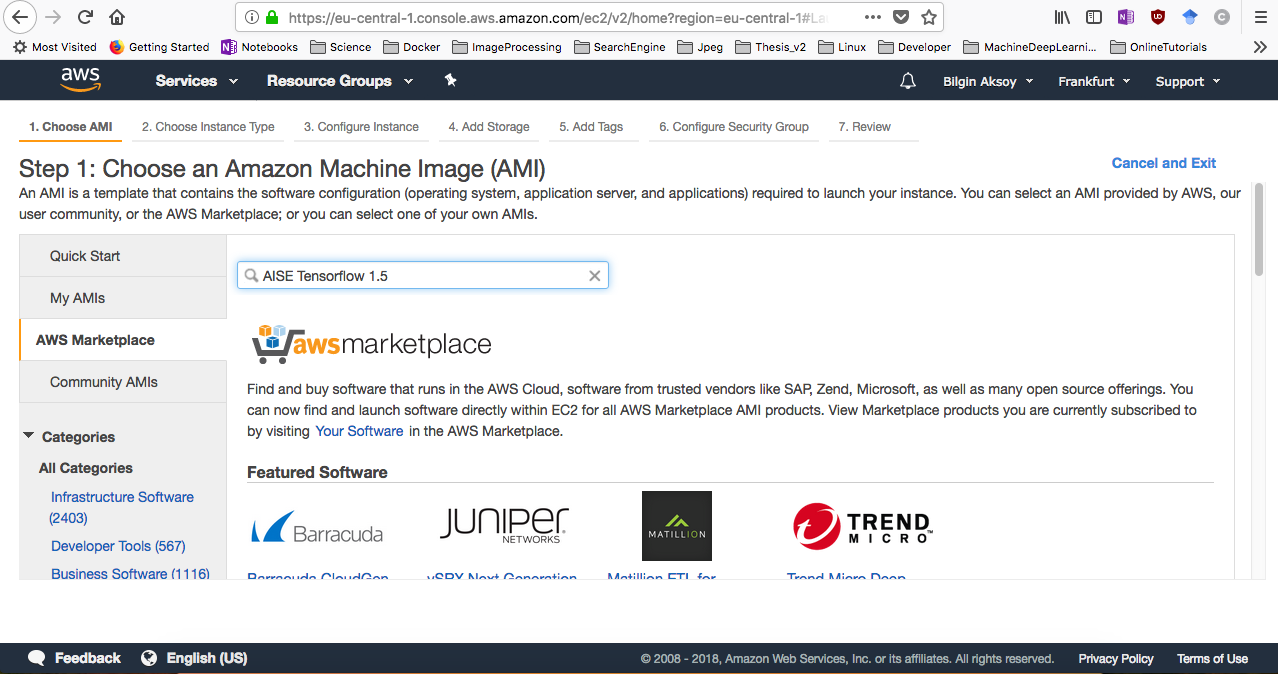 https://eu-central-1.console.aws.amazon.com/ec2/v2/home?region=eu-central-1#La
Most Visited Getting Started Notebooks Science Docker ImageProcessing SearchEngine Jpeg Thesis_v2 Linux Developer MachineDeepLearni... OnlineTutorials
aws Services Resource Groups Bilgin Aksoy Frankfurt Support
1. Choose AMI 2. Choose Instance Type 3. Configure Instance 4. Add Storage 5. Add Tags 6. Configure Security Group 7. Review
Step 1: Choose an Amazon Machine Image (AMI)
Cancel and Exit
An AMI is a template that contains the software configuration (operating system, application server, and applications) required to launch your instance. You can select an AMI provided by AWS, our
user community, or the AWS Marketplace; or you can select one of your own AMIs.
Quick Start
My AMIs
AWS Marketplace
Community AMIs
Categories
All Categories
Infrastructure Software
(2403)
Developer Tools (567)
Business Software (1116)
AISE Tensorflow 1.5
awsmarketplace
Find and buy software that runs in the AWS Cloud, software from trusted vendors like SAP, Zend, Microsoft, as well as many open source offerings. You
can now find and launch software directly within EC2 for all AWS Marketplace AMI products. View Marketplace products you are currently subscribed to
by visiting Your Software in the AWS Marketplace.
Featured Software
Barracuda
JUNIPER
NETWORKS
MATILLION
TREND
MICRO
Barracuda CloudGen vSRX Next Generation Matillion ETL for Trend Micro Deep
Feedback English (US) © 2008 - 2018, Amazon Web Services, Inc. or its affiliates. All rights reserved. Privacy Policy Terms of Use